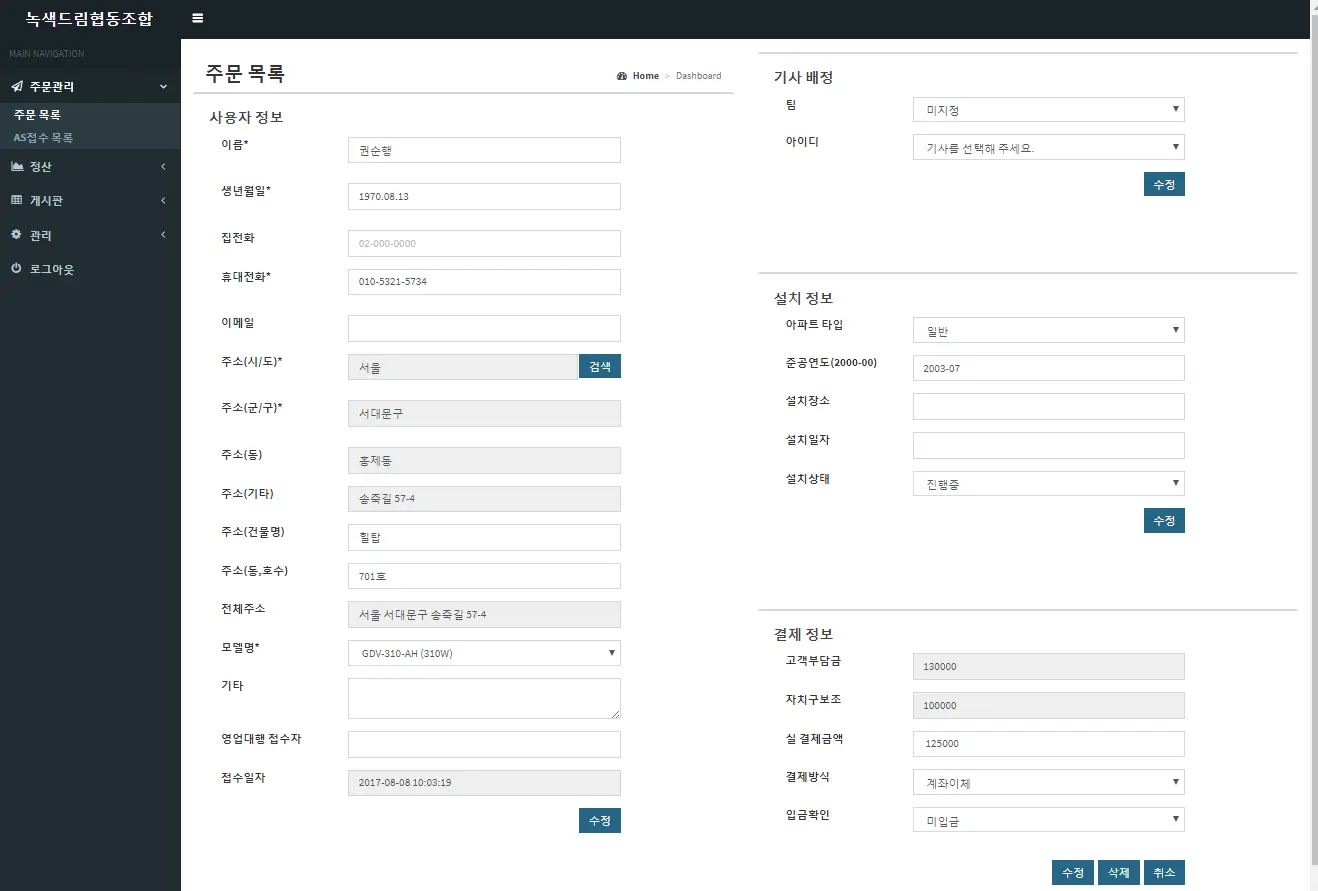 녹색드림협동조합
MAIN NAVIGATION
주문관리
주문 목록
AS접수 목록
정산
게시판
관리
로그아웃
주문 목록
Home > Dashboard
사용자 정보
이름*
권순행
생년월일*
1970.08.13
집전화
02-000-0000
휴대전화*
010-5321-5734
이메일
주소(시/도)*
서울
검색
주소(군/구)*
서대문구
주소(동)
홍제동
주소(기타)
송죽길 57-4
주소(건물명)
힐탑
주소(동,호수)
701호
전체주소
서울 서대문구 송죽길 57-4
모델명*
GDV-310-AH (310W)
기타
영업대행 접수자
접수일자
2017-08-08 10:03:19
수정
기사 배정
팀
미지정
아이디
기사를 선택해 주세요.
수정
설치 정보
아파트 타입
일반
준공연도(2000-00)
2003-07
설치장소
설치일자
설치상태
진행중
수정
결제 정보
고객부담금
130000
자치구보조
100000
실 결제금액
125000
결제방식
계좌이체
입금확인
미입금
수정
삭제
취소